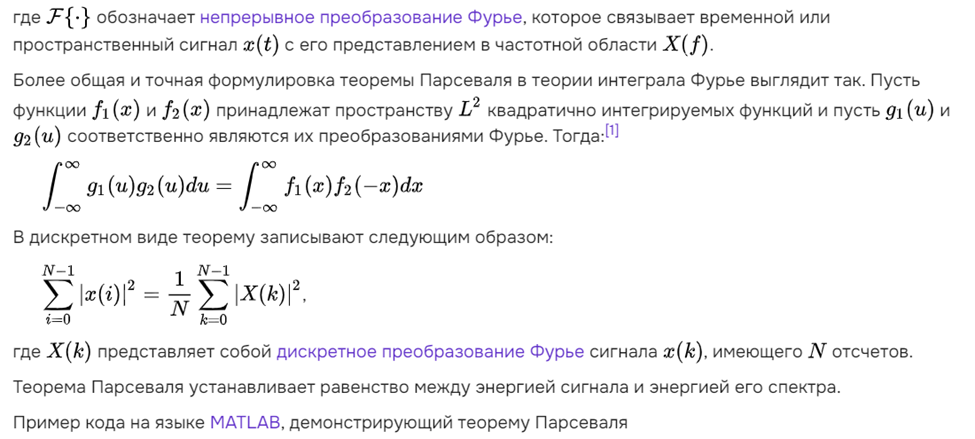 где ℱ{·} обозначает непрерывное преобразование Фурье, которое связывает временной или
пространственный сигнал x(t) с его представлением в частотной области X(f).
Более общая и точная формулировка теоремы Парсеваля в теории интеграла Фурье выглядит так. Пусть
функции f₁(x) и f₂(x) принадлежат пространству L² квадратично интегрируемых функций и пусть g₁(u) и
g₂(u) соответственно являются их преобразованиями Фурье. Тогда:[1]
∫_{-∞}^{∞} g₁(u)g₂(u)du = ∫_{-∞}^{∞} f₁(x)f₂(-x)dx
В дискретном виде теорему записывают следующим образом:
∑_{i=0}^{N-1} |x(i)|² = 1/N ∑_{k=0}^{N-1} |X(k)|²,
где X(k) представляет собой дискретное преобразование Фурье сигнала x(k), имеющего N отсчетов.
Теорема Парсеваля устанавливает равенство между энергией сигнала и энергией его спектра.
Пример кода на языке MATLAB, демонстрирующий теорему Парсеваля